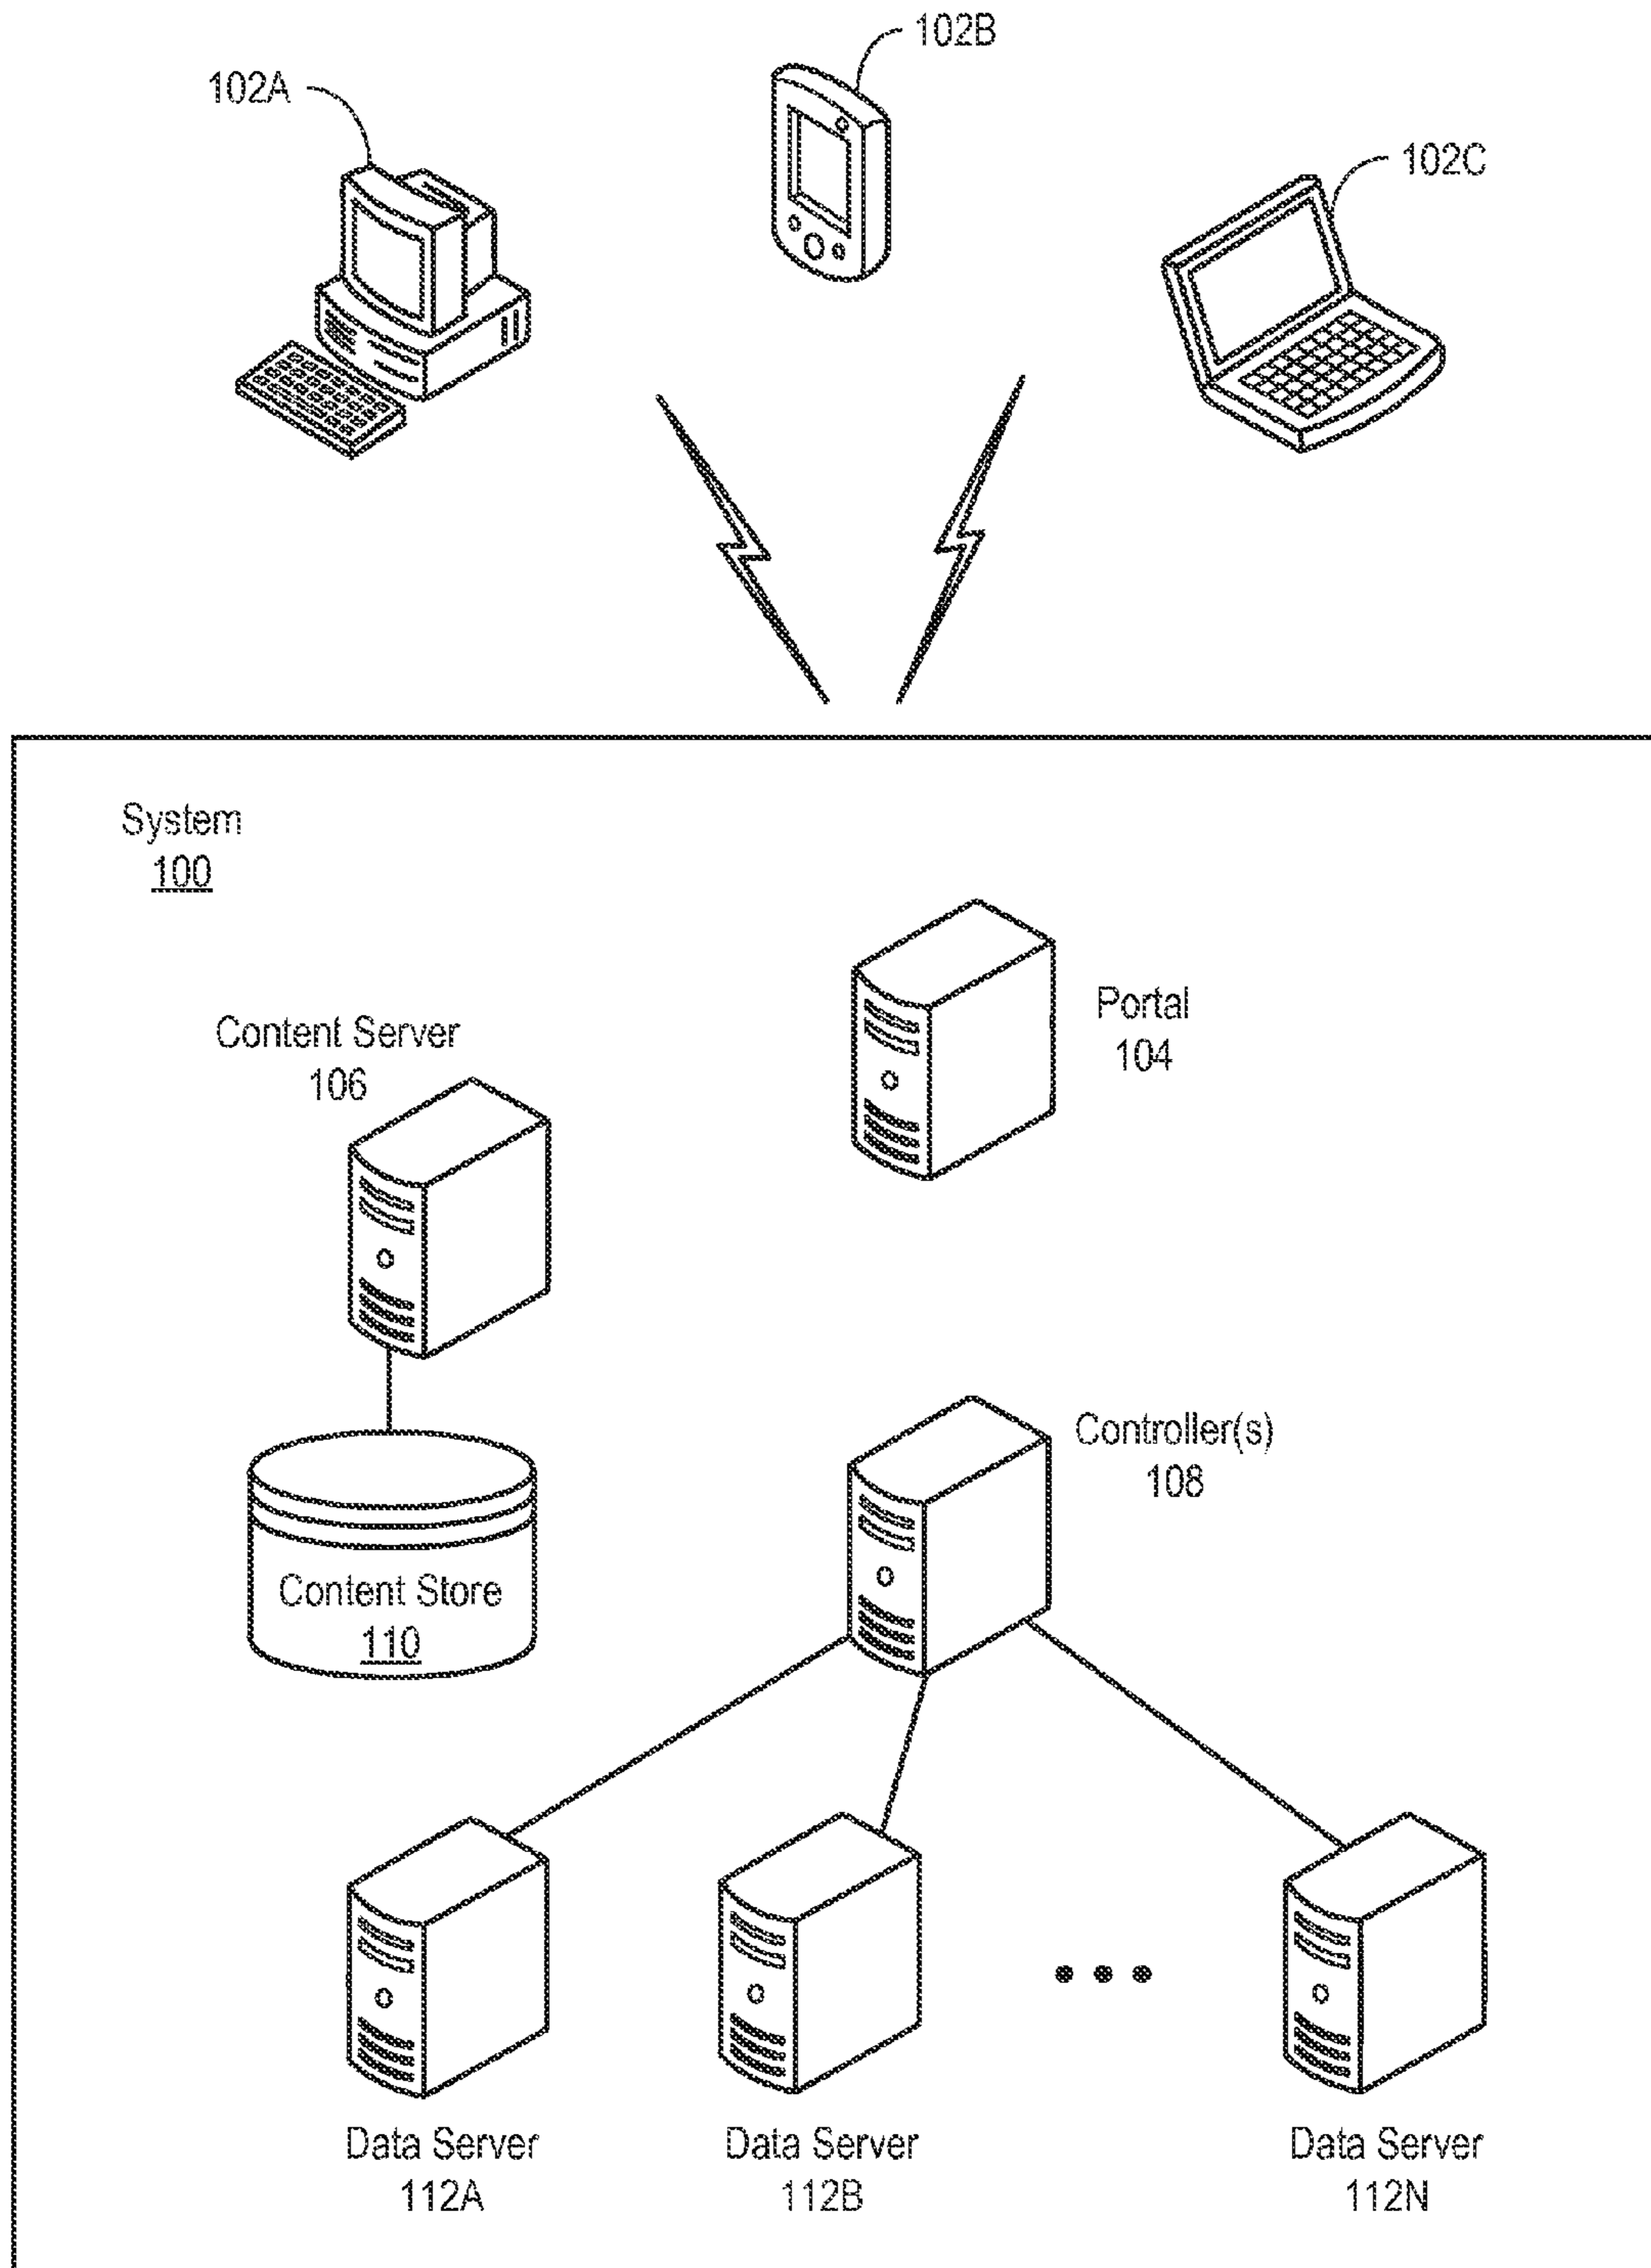 102A
102B
102C
System
100
Portal
104
Content Server
106
Controller(s)
108
Content Store
110
Data Server
112A
Data Server
112B
Data Server
112N